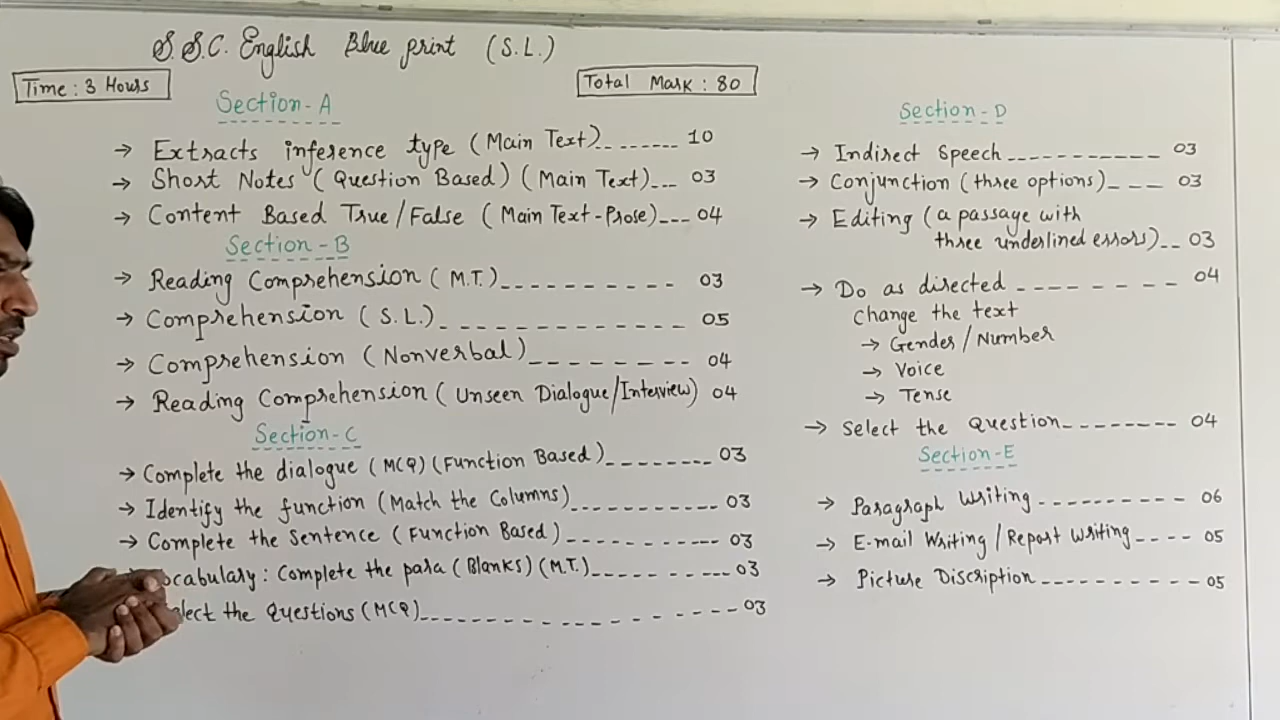 S.S.C. English Blue print (S.L.)
Time : 3 Hours
Total Mark : 80
Section-A
→ Extracts inference type (Main Text)--------- 10
→ Short Notes (Question Based) (Main Text)--- 03
→ Content Based True/False (Main Text-Prose)--- 04
Section-B
→ Reading Comprehension (M.T.)---------- 03
→ Comprehension (S.L.)-------------- 05
→ Comprehension (Nonverbal)-------- 04
→ Reading Comprehension (Unseen Dialogue/Interview) 04
Section-C
→ Complete the dialogue (MCQ) (Function Based)-------- 03
→ Identify the function (Match the Columns)----------- 03
→ Complete the Sentence (Function Based)----------- 03
: Complete the para (Blanks) (M.T.)----------- 03
the Questions (MCQ)---------------- 03
Section-D
→ Indirect Speech----------- 03
→ Conjunction (three options)---- 03
→ Editing (a passage with
three underlined errors)-- 03
→ Do as directed -------- 04
Change the text
→ Gender/Number
→ Voice
→ Tense
→ Select the Question-------- 04
Section-E
→ Paragraph Writing ---------- 06
→ E-mail Writing/Report Writing---- 05
→ Picture Discription----------- 05